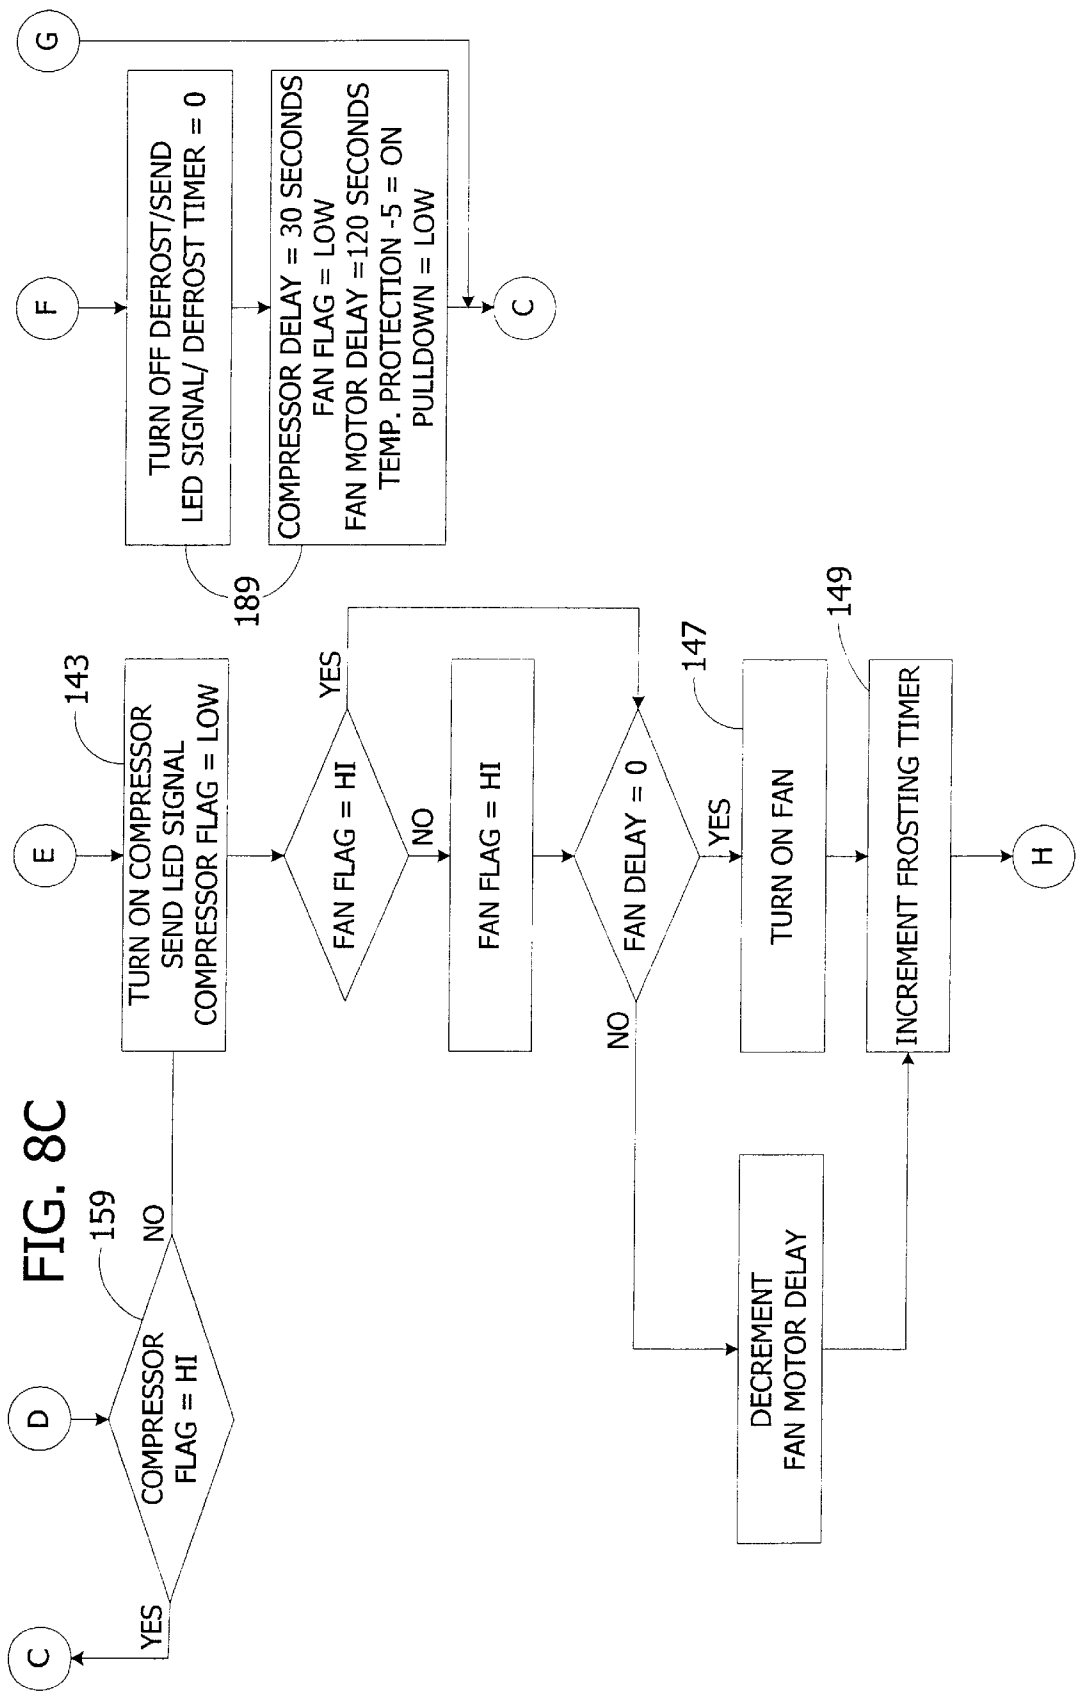 FIG. 8C
C
YES
D
COMPRESSOR
FLAG = HI
159
NO
E
143
TURN ON COMPRESSOR
SEND LED SIGNAL
COMPRESSOR FLAG = LOW
FAN FLAG = HI
YES
NO
FAN FLAG = HI
FAN DELAY = 0
NO
YES
147
TURN ON FAN
DECREMENT
FAN MOTOR DELAY
149
INCREMENT FROSTING TIMER
H
F
G
TURN OFF DEFROST/SEND
LED SIGNAL/ DEFROST TIMER = 0
189
COMPRESSOR DELAY = 30 SECONDS
FAN FLAG = LOW
FAN MOTOR DELAY =120 SECONDS
TEMP. PROTECTION -5 = ON
PULLDOWN = LOW
C